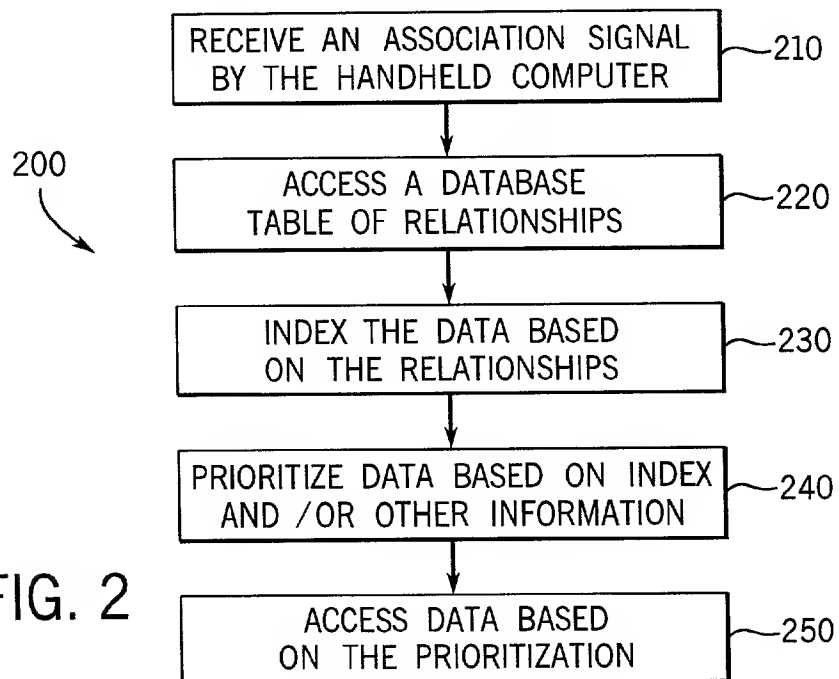 RECEIVE AN ASSOCIATION SIGNAL
BY THE HANDHELD COMPUTER
210
200
ACCESS A DATABASE
TABLE OF RELATIONSHIPS
220
INDEX THE DATA BASED
ON THE RELATIONSHIPS
230
PRIORITIZE DATA BASED ON INDEX
AND /OR OTHER INFORMATION
240
FIG. 2
ACCESS DATA BASED
ON THE PRIORITIZATION
250